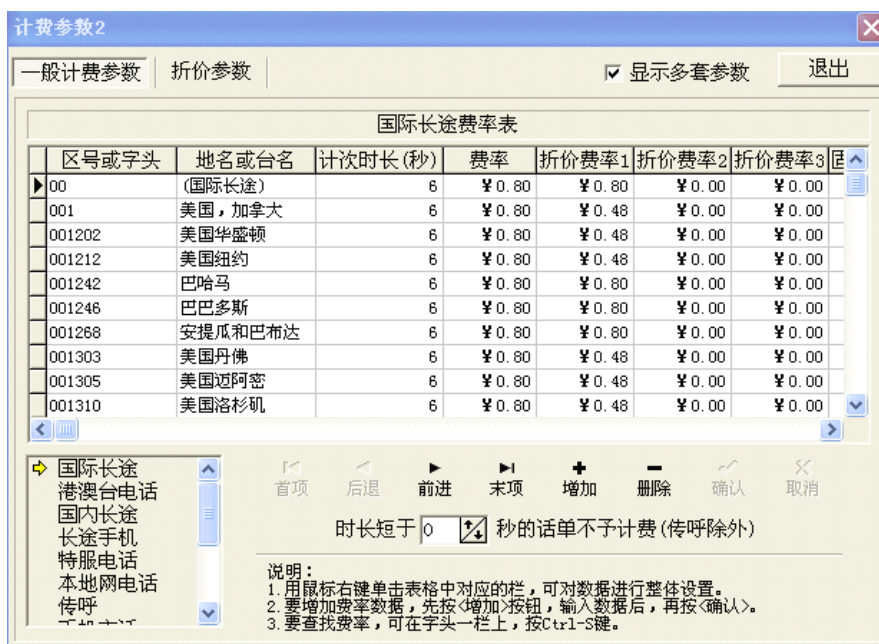 计费参数2
一般计费参数 折价参数 显示多套参数 退出
国际长途费率表
区号或字头 地名或台名 计次时长(秒) 费率 折价费率1 折价费率2 折价费率3
00 (国际长途) 6 ¥0.80 ¥0.80 ¥0.00 ¥0.00
001 美国，加拿大 6 ¥0.80 ¥0.48 ¥0.00 ¥0.00
001202 美国华盛顿 6 ¥0.80 ¥0.48 ¥0.00 ¥0.00
001212 美国纽约 6 ¥0.80 ¥0.48 ¥0.00 ¥0.00
001242 巴哈马 6 ¥0.80 ¥0.80 ¥0.00 ¥0.00
001246 巴巴多斯 6 ¥0.80 ¥0.80 ¥0.00 ¥0.00
001268 安提瓜和巴布达 6 ¥0.80 ¥0.80 ¥0.00 ¥0.00
001303 美国丹佛 6 ¥0.80 ¥0.48 ¥0.00 ¥0.00
001305 美国迈阿密 6 ¥0.80 ¥0.48 ¥0.00 ¥0.00
001310 美国洛杉矶 6 ¥0.80 ¥0.48 ¥0.00 ¥0.00
国际长途
港澳台电话
国内长途
长途手机
特服电话
本地网电话
传呼
首项 后退 前进 末项 增加 删除 确认 取消
时长短于 0 秒的话单不予计费(传呼除外)
说明：
1.用鼠标右键单击表格中对应的栏，可对数据进行整体设置。
2.要增加费率数据，先按<增加>按钮，输入数据后，再按<确认>。
3.要查找费率，可在字头一栏上，按Ctrl-S键。